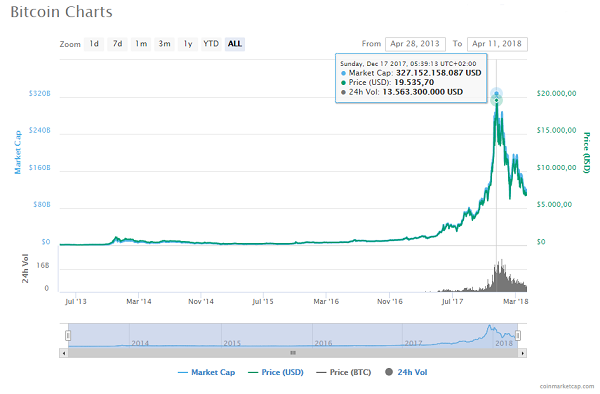 Bitcoin Charts
Zoom 1d 7d 1m 3m 1y YTD ALL From Apr 28, 2013 To Apr 11, 2018
Sunday, Dec 17 2017, 05:39:13 UTC+02:00
Market Cap: 327.152.158.087 USD
Price (USD): 19.535,70
24h Vol: 13.563.300.000 USD
$320B $20.000,00
$240B $15.000,00
$160B $10.000,00
$80B $5.000,00
$0 $0
Market Cap
Price (USD)
24h Vol
16B
0
Jul '13 Mar '14 Nov '14 Jul '15 Mar '16 Nov '16 Jul '17 Mar '18
2014 2015 2016 2017 2018
Market Cap Price (USD) Price (BTC) 24h Vol
coinmarketcap.com